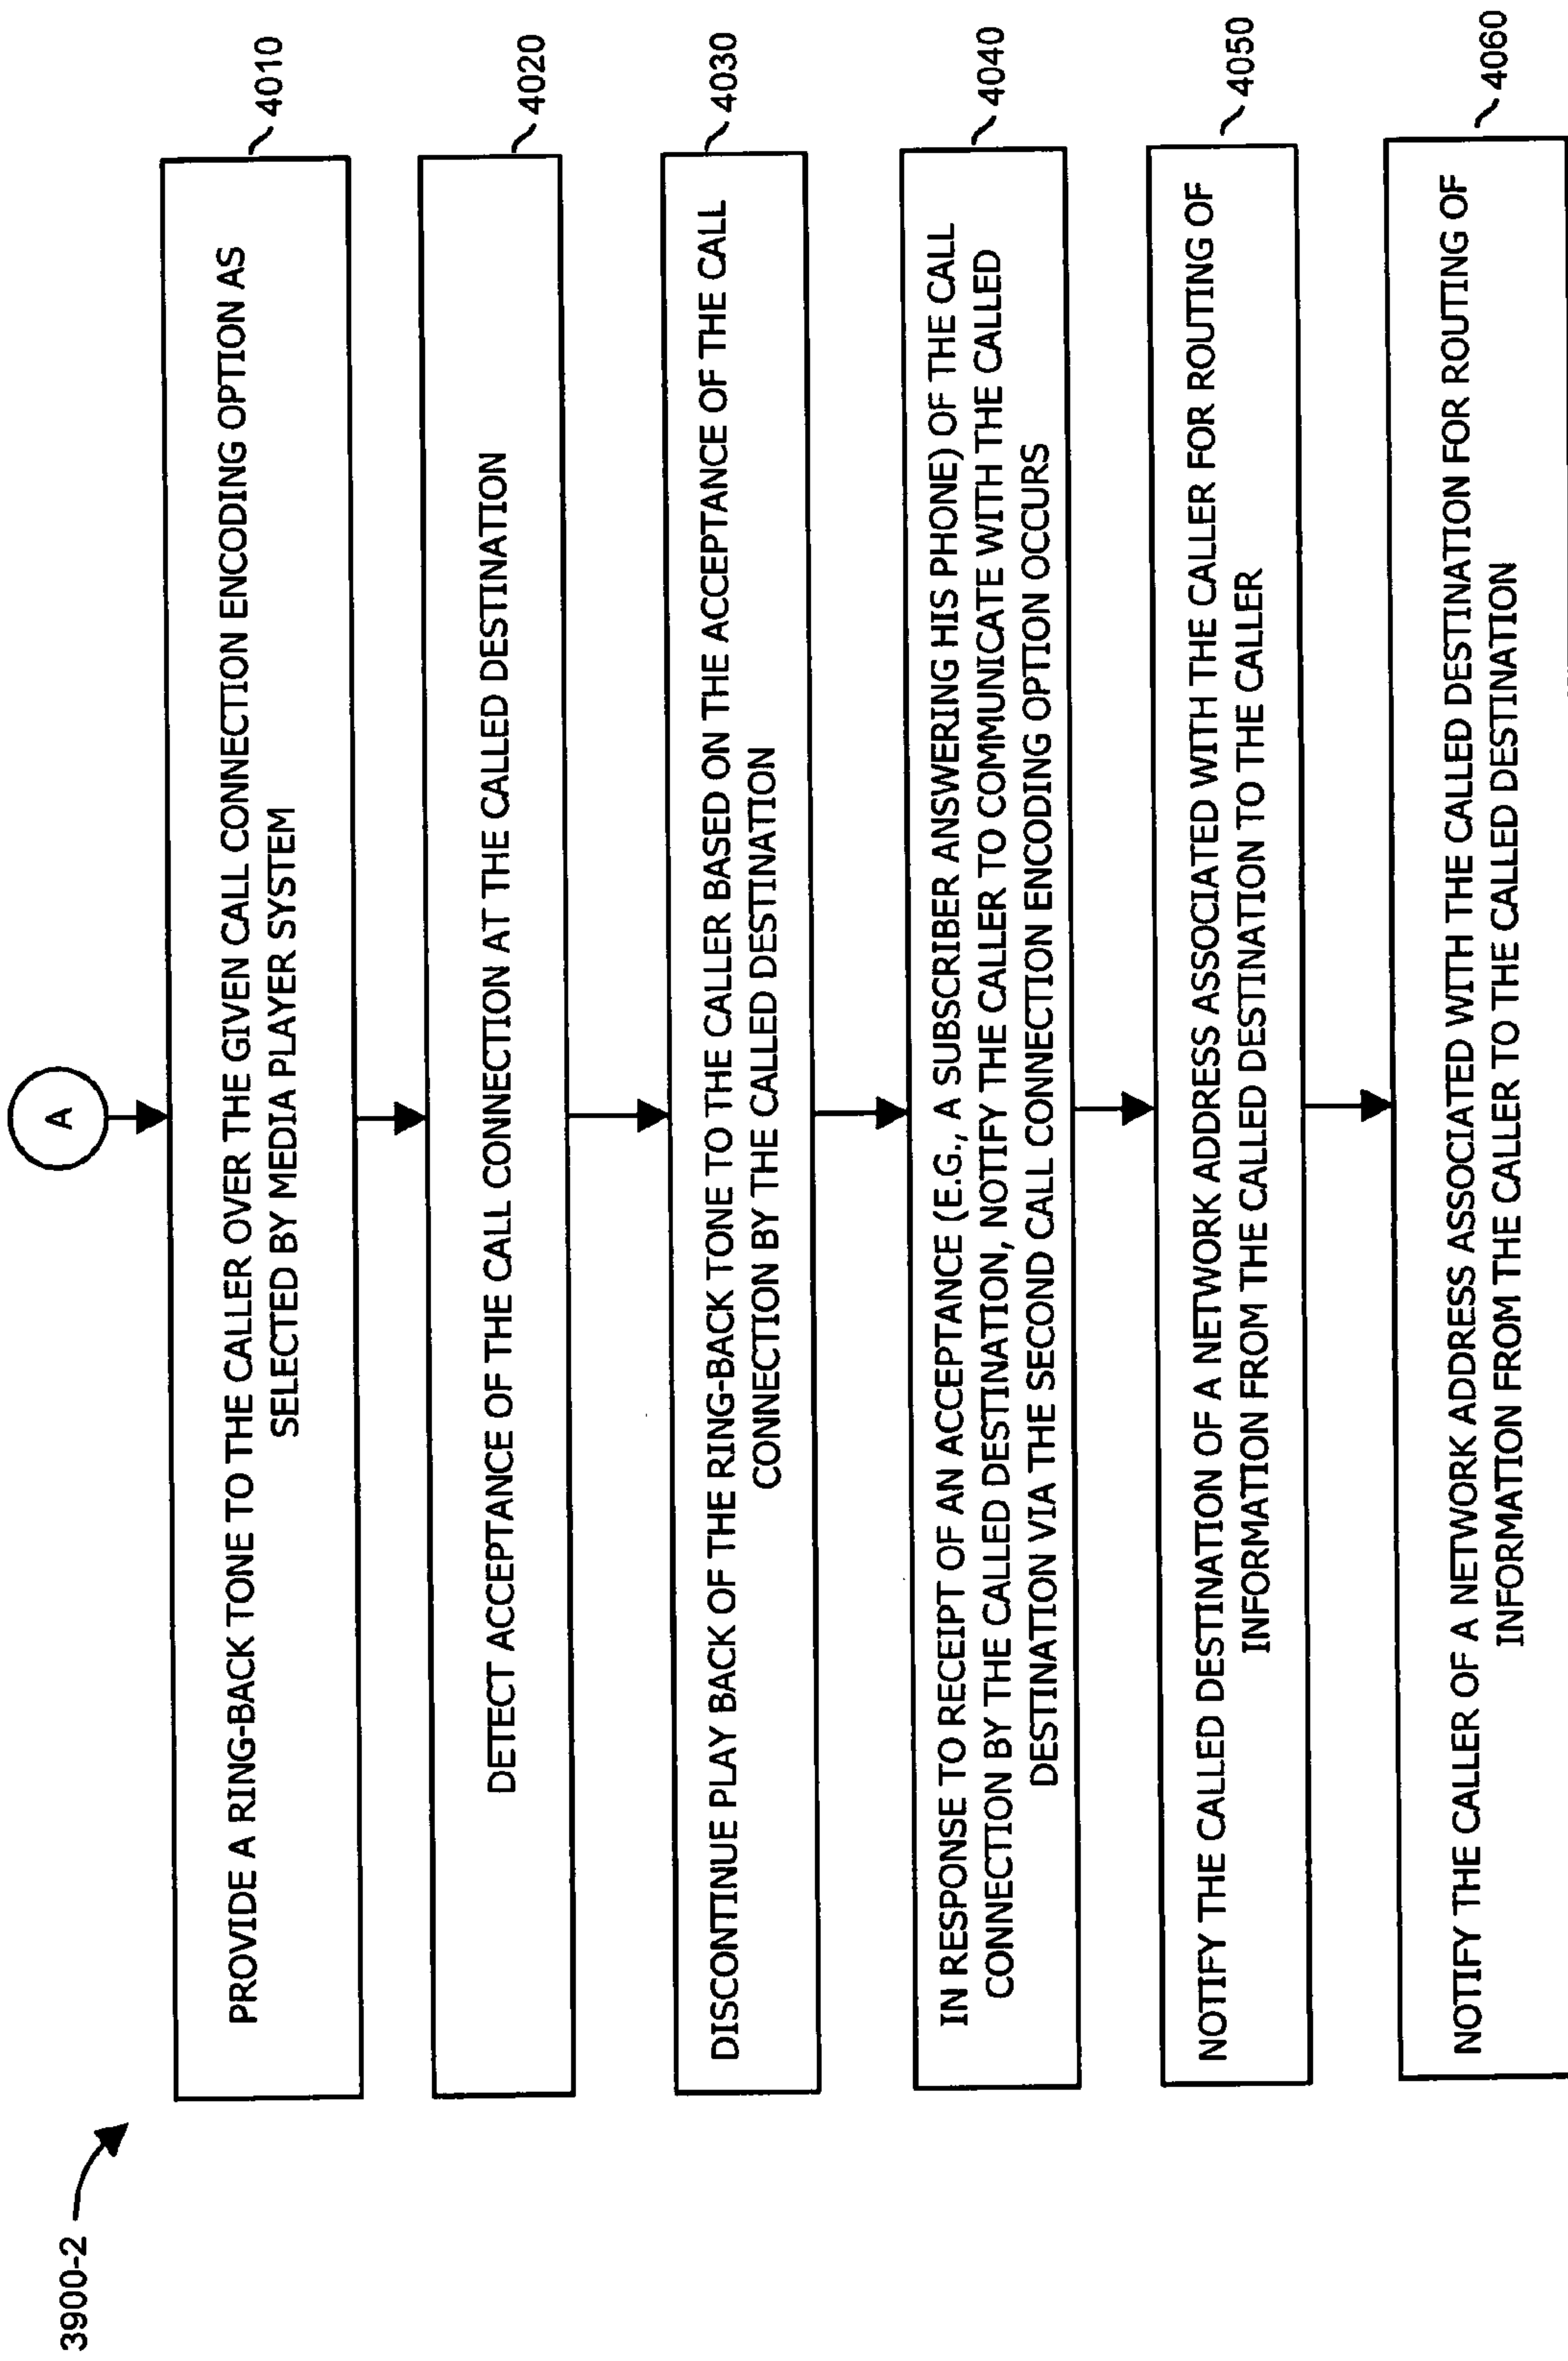 3900-2
A
PROVIDE A RING-BACK TONE TO THE CALLER OVER THE GIVEN CALL CONNECTION ENCODING OPTION AS
SELECTED BY MEDIA PLAYER SYSTEM
4010
DETECT ACCEPTANCE OF THE CALL CONNECTION AT THE CALLED DESTINATION
4020
DISCONTINUE PLAY BACK OF THE RING-BACK TONE TO THE CALLER BASED ON THE ACCEPTANCE OF THE CALL
CONNECTION BY THE CALLED DESTINATION
4030
IN RESPONSE TO RECEIPT OF AN ACCEPTANCE (E.G., A SUBSCRIBER ANSWERING HIS PHONE) OF THE CALL
CONNECTION BY THE CALLED DESTINATION, NOTIFY THE CALLER TO COMMUNICATE WITH THE CALLED
DESTINATION VIA THE SECOND CALL CONNECTION ENCODING OPTION OCCURS
4040
NOTIFY THE CALLED DESTINATION OF A NETWORK ADDRESS ASSOCIATED WITH THE CALLER FOR ROUTING OF
INFORMATION FROM THE CALLED DESTINATION TO THE CALLER
4050
NOTIFY THE CALLER OF A NETWORK ADDRESS ASSOCIATED WITH THE CALLED DESTINATION FOR ROUTING OF
INFORMATION FROM THE CALLER TO THE CALLED DESTINATION
4060